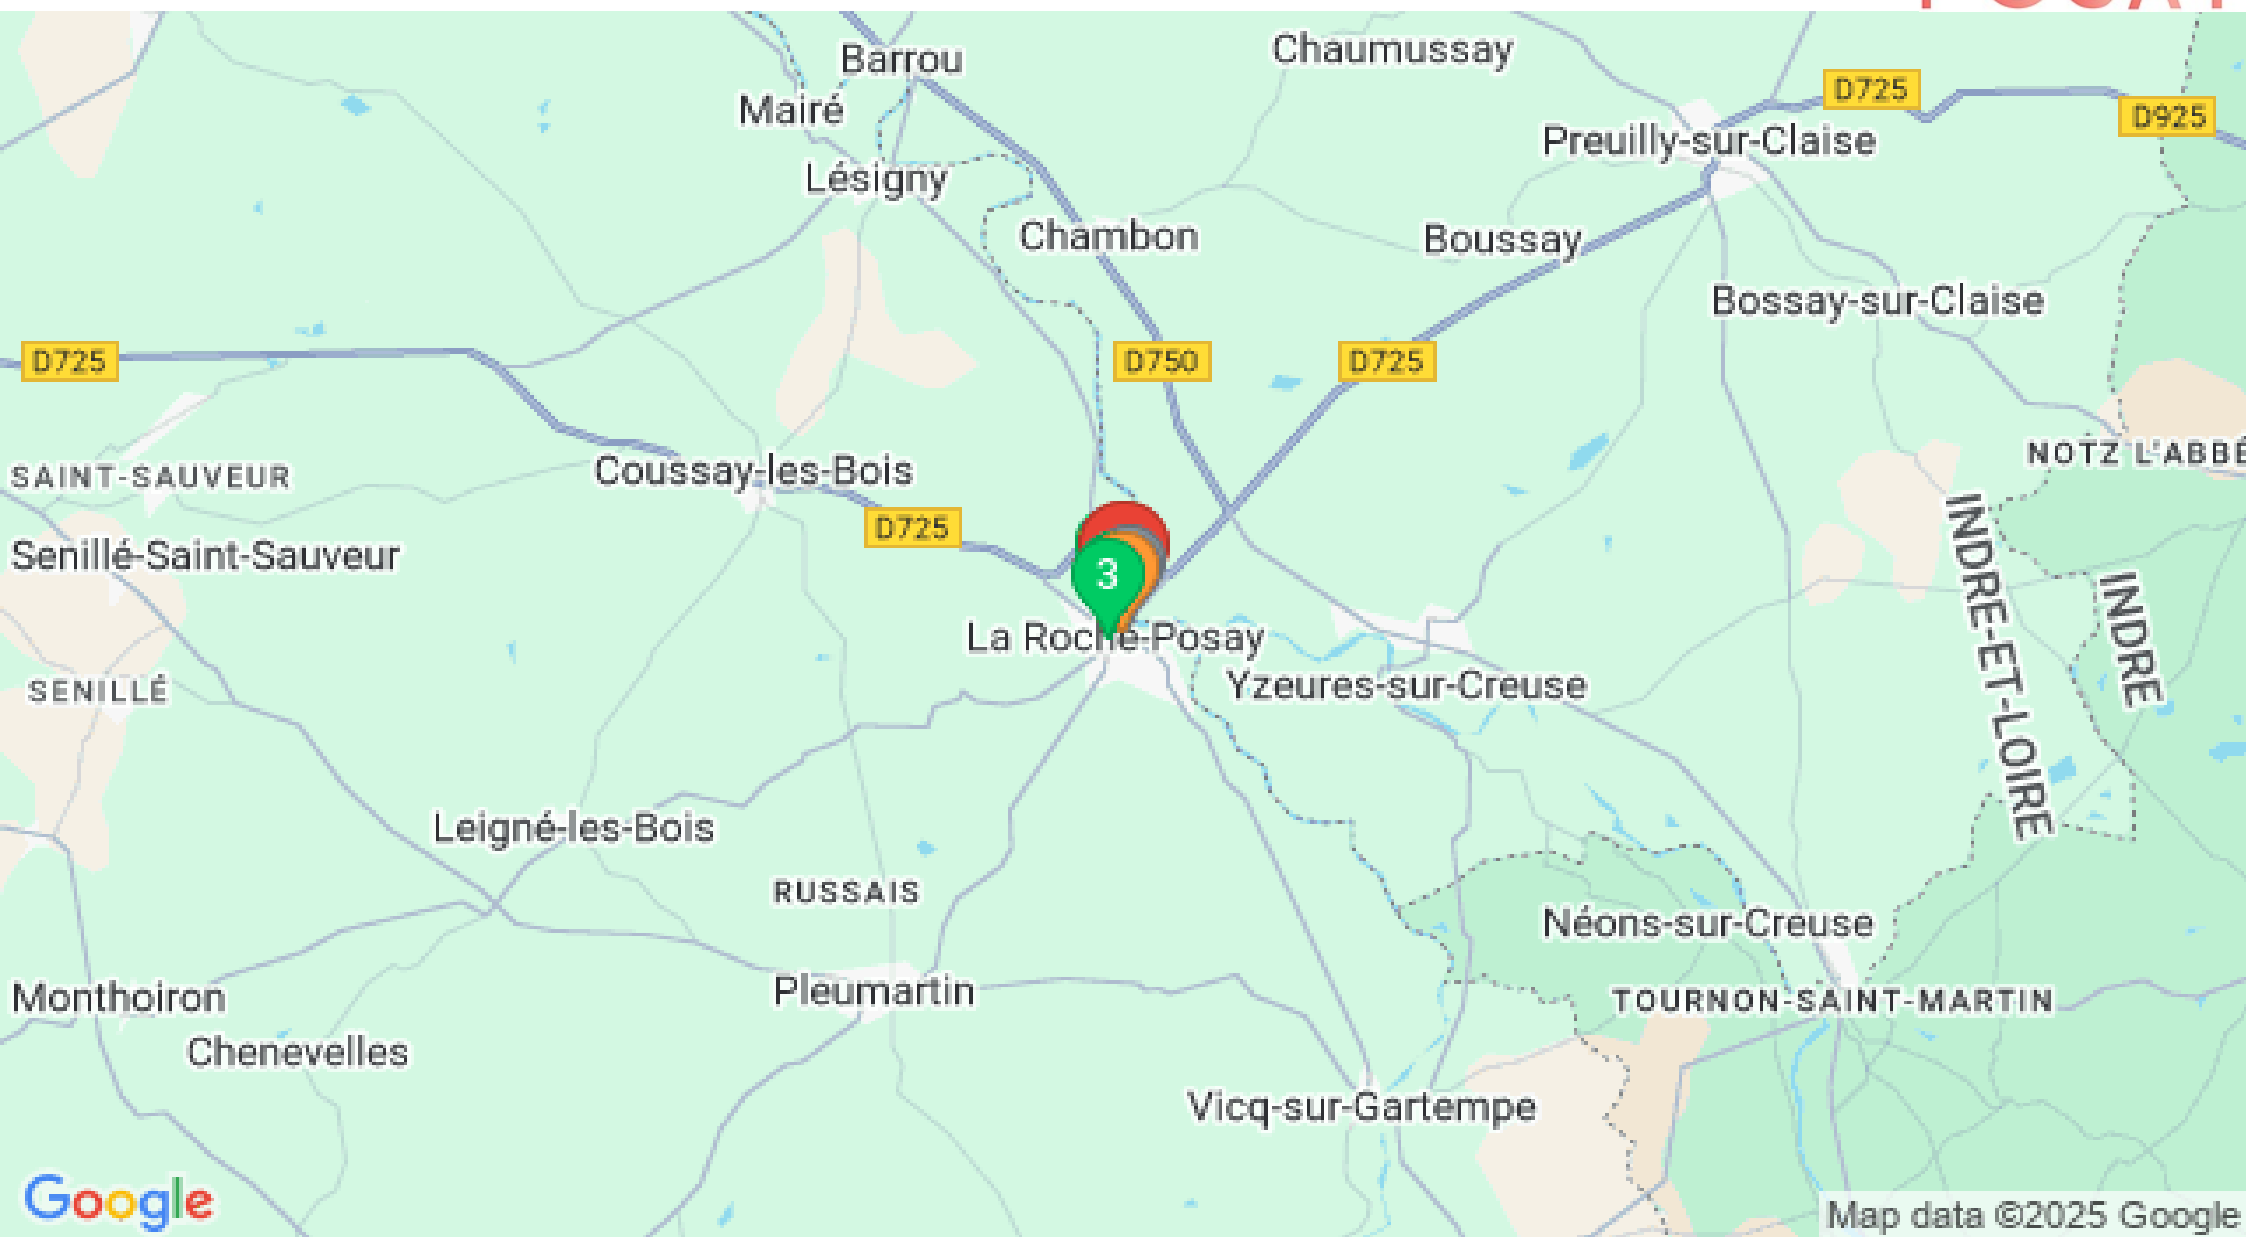 Barrou
Chaumussay
D725
Mairé
D925
Preuilly-sur-Claise
Lésigny
Chambon
Boussay
Bossay-sur-Claise
D725
D750
D725
NOTZ L'ABBÉ
Coussay-les-Bois
SAINT-SAUVEUR
D725
Senillé-Saint-Sauveur
3
INDRE-ET-LOIRE
INDRE
La Roche-Posay
Yzeures-sur-Creuse
SENILLÉ
Leigné-les-Bois
RUSSAIS
Néons-sur-Creuse
Pleumartin
Monthoiron
TOURNON-SAINT-MARTIN
Chenevelles
Vicq-sur-Gartempe
Google
Map data ©2025 Google